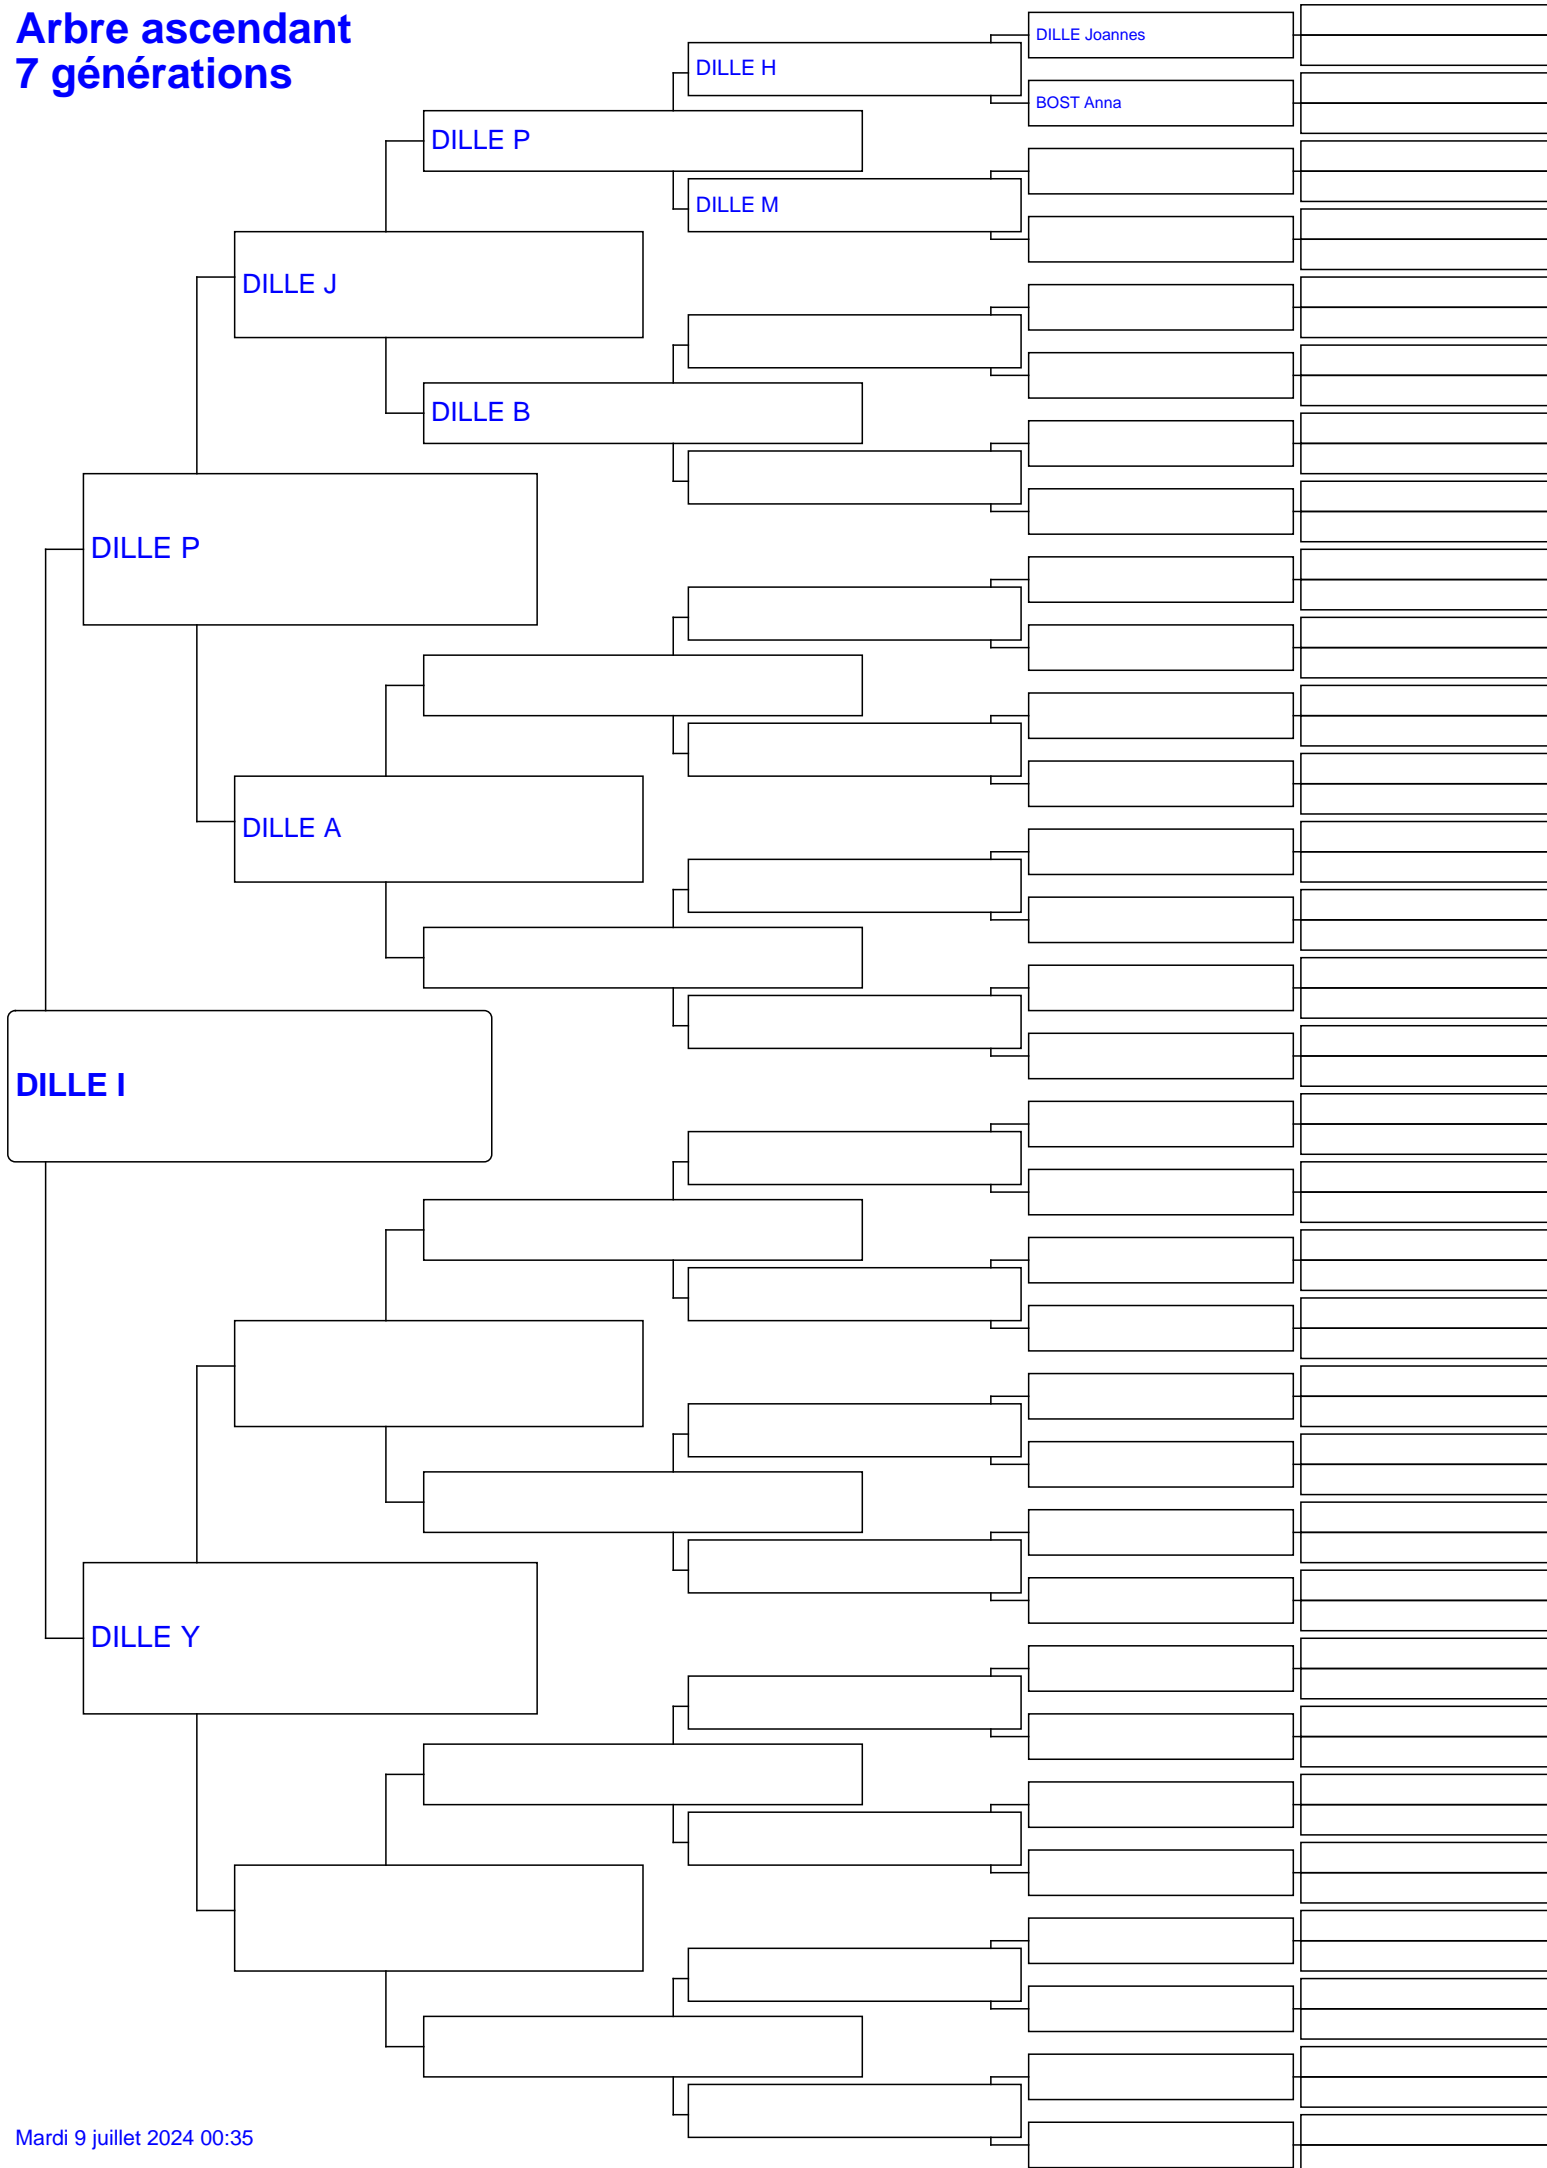 Arbre ascendant
7 générations
DILLE Joannes
DILLE H
BOST Anna
DILLE P
DILLE M
DILLE J
DILLE B
DILLE P
DILLE A
DILLE I
DILLE Y
Mardi 9 juillet 2024 00:35